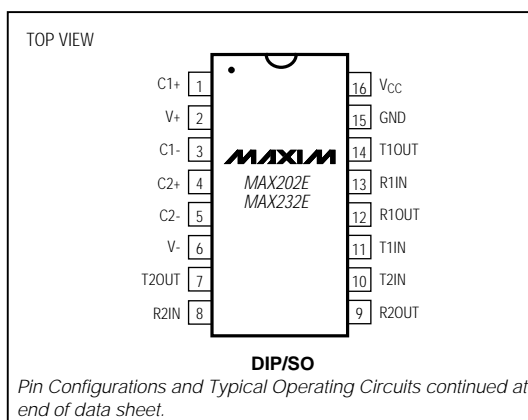 TOP VIEW
C1+ 1
V+ 2
C1- 3
C2+ 4
C2- 5
V- 6
T2OUT 7
R2IN 8
MAXIM
MAX202E
MAX232E
16 VCC
15 GND
14 T1OUT
13 R1IN
12 R1OUT
11 T1IN
10 T2IN
9 R2OUT
DIP/SO
Pin Configurations and Typical Operating Circuits continued at
end of data sheet.